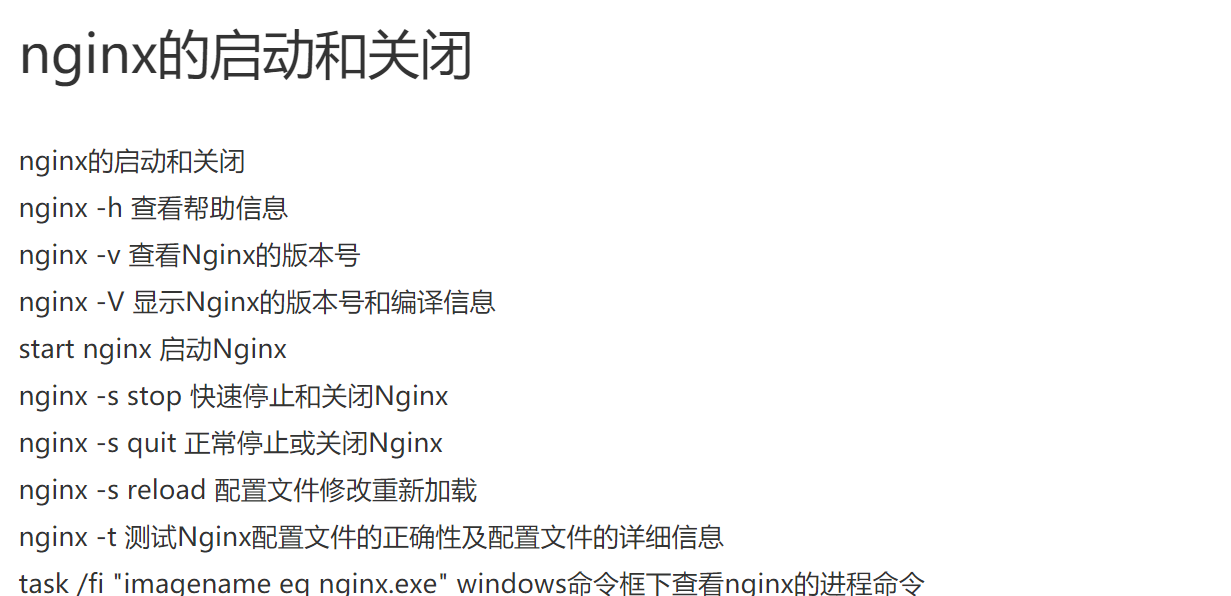 nginx的启动和关闭
nginx的启动和关闭
nginx -h 查看帮助信息
nginx -v 查看Nginx的版本号
nginx -V 显示Nginx的版本号和编译信息
start nginx 启动Nginx
nginx -s stop 快速停止和关闭Nginx
nginx -s quit 正常停止或关闭Nginx
nginx -s reload 配置文件修改重新加载
nginx -t 测试Nginx配置文件的正确性及配置文件的详细信息
task /fi "imagename eq nginx.exe" windows命令框下查看nginx的进程命令